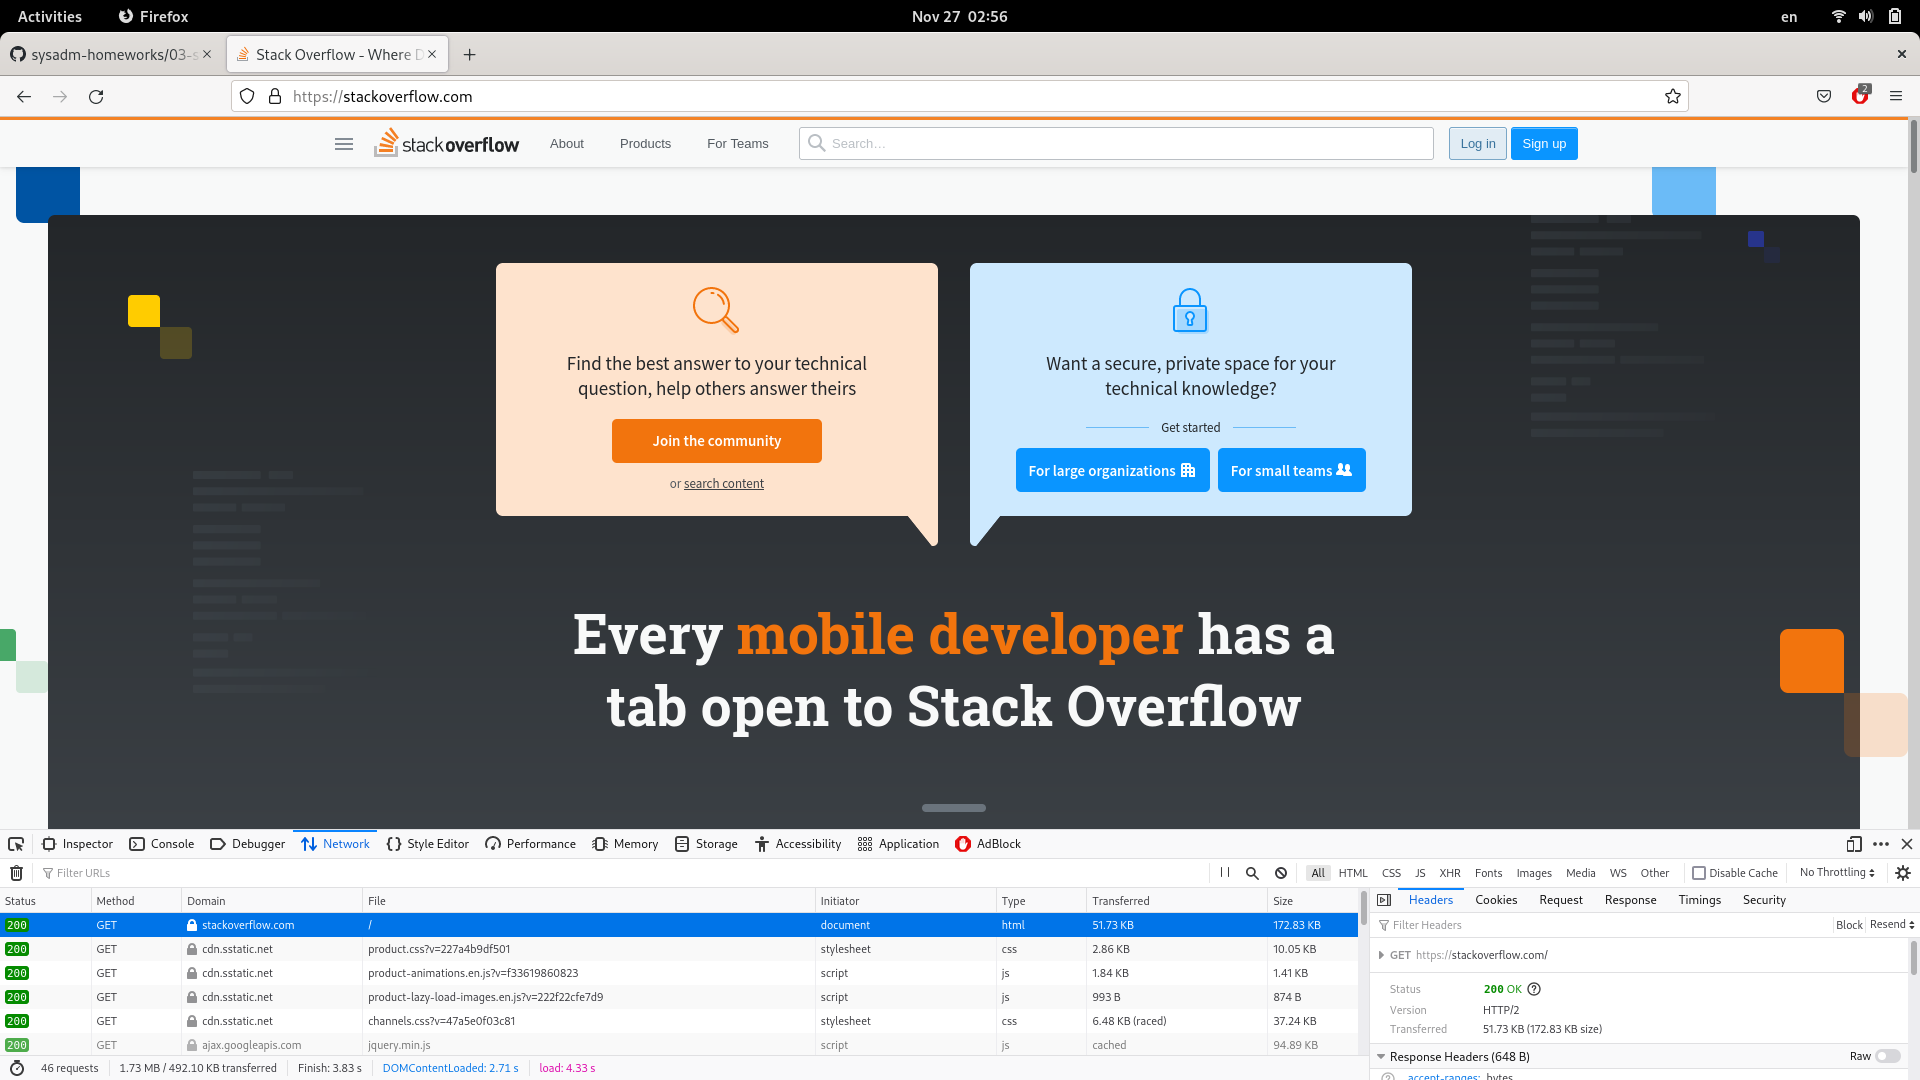 Activities Firefox Nov 27 02:56 en
sysadm-homeworks/03-s Stack Overflow - Where D
https://stackoverflow.com 2
stackoverflow About Products For Teams Search… Log in Sign up
Find the best answer to your technical
question, help others answer theirs
Join the community
or search content
Want a secure, private space for your
technical knowledge?
Get started
For large organizations For small teams
Every mobile developer has a
tab open to Stack Overflow
Inspector Console Debugger Network Style Editor Performance Memory Storage Accessibility Application AdBlock
Filter URLs All HTML CSS JS XHR Fonts Images Media WS Other Disable Cache No Throttling
Status Method Domain File Initiator Type Transferred Size
200 GET stackoverflow.com / document html 51.73 KB 172.83 KB
200 GET cdn.sstatic.net product.css?v=227a4b9df501 stylesheet css 2.86 KB 10.05 KB
200 GET cdn.sstatic.net product-animations.en.js?v=f33619860823 script js 1.84 KB 1.41 KB
200 GET cdn.sstatic.net product-lazy-load-images.en.js?v=222f22cfe7d9 script js 993 B 874 B
200 GET cdn.sstatic.net channels.css?v=47a5e0f03c81 stylesheet css 6.48 KB (raced) 37.24 KB
200 GET ajax.googleapis.com jquery.min.js script js cached 94.89 KB
46 requests 1.73 MB / 492.10 KB transferred Finish: 3.83 s DOMContentLoaded: 2.71 s load: 4.33 s
Headers Cookies Request Response Timings Security
Filter Headers Block Resend
GET https://stackoverflow.com/
Status 200 OK
Version HTTP/2
Transferred 51.73 KB (172.83 KB size)
Response Headers (648 B) Raw
accept-ranges: bytes